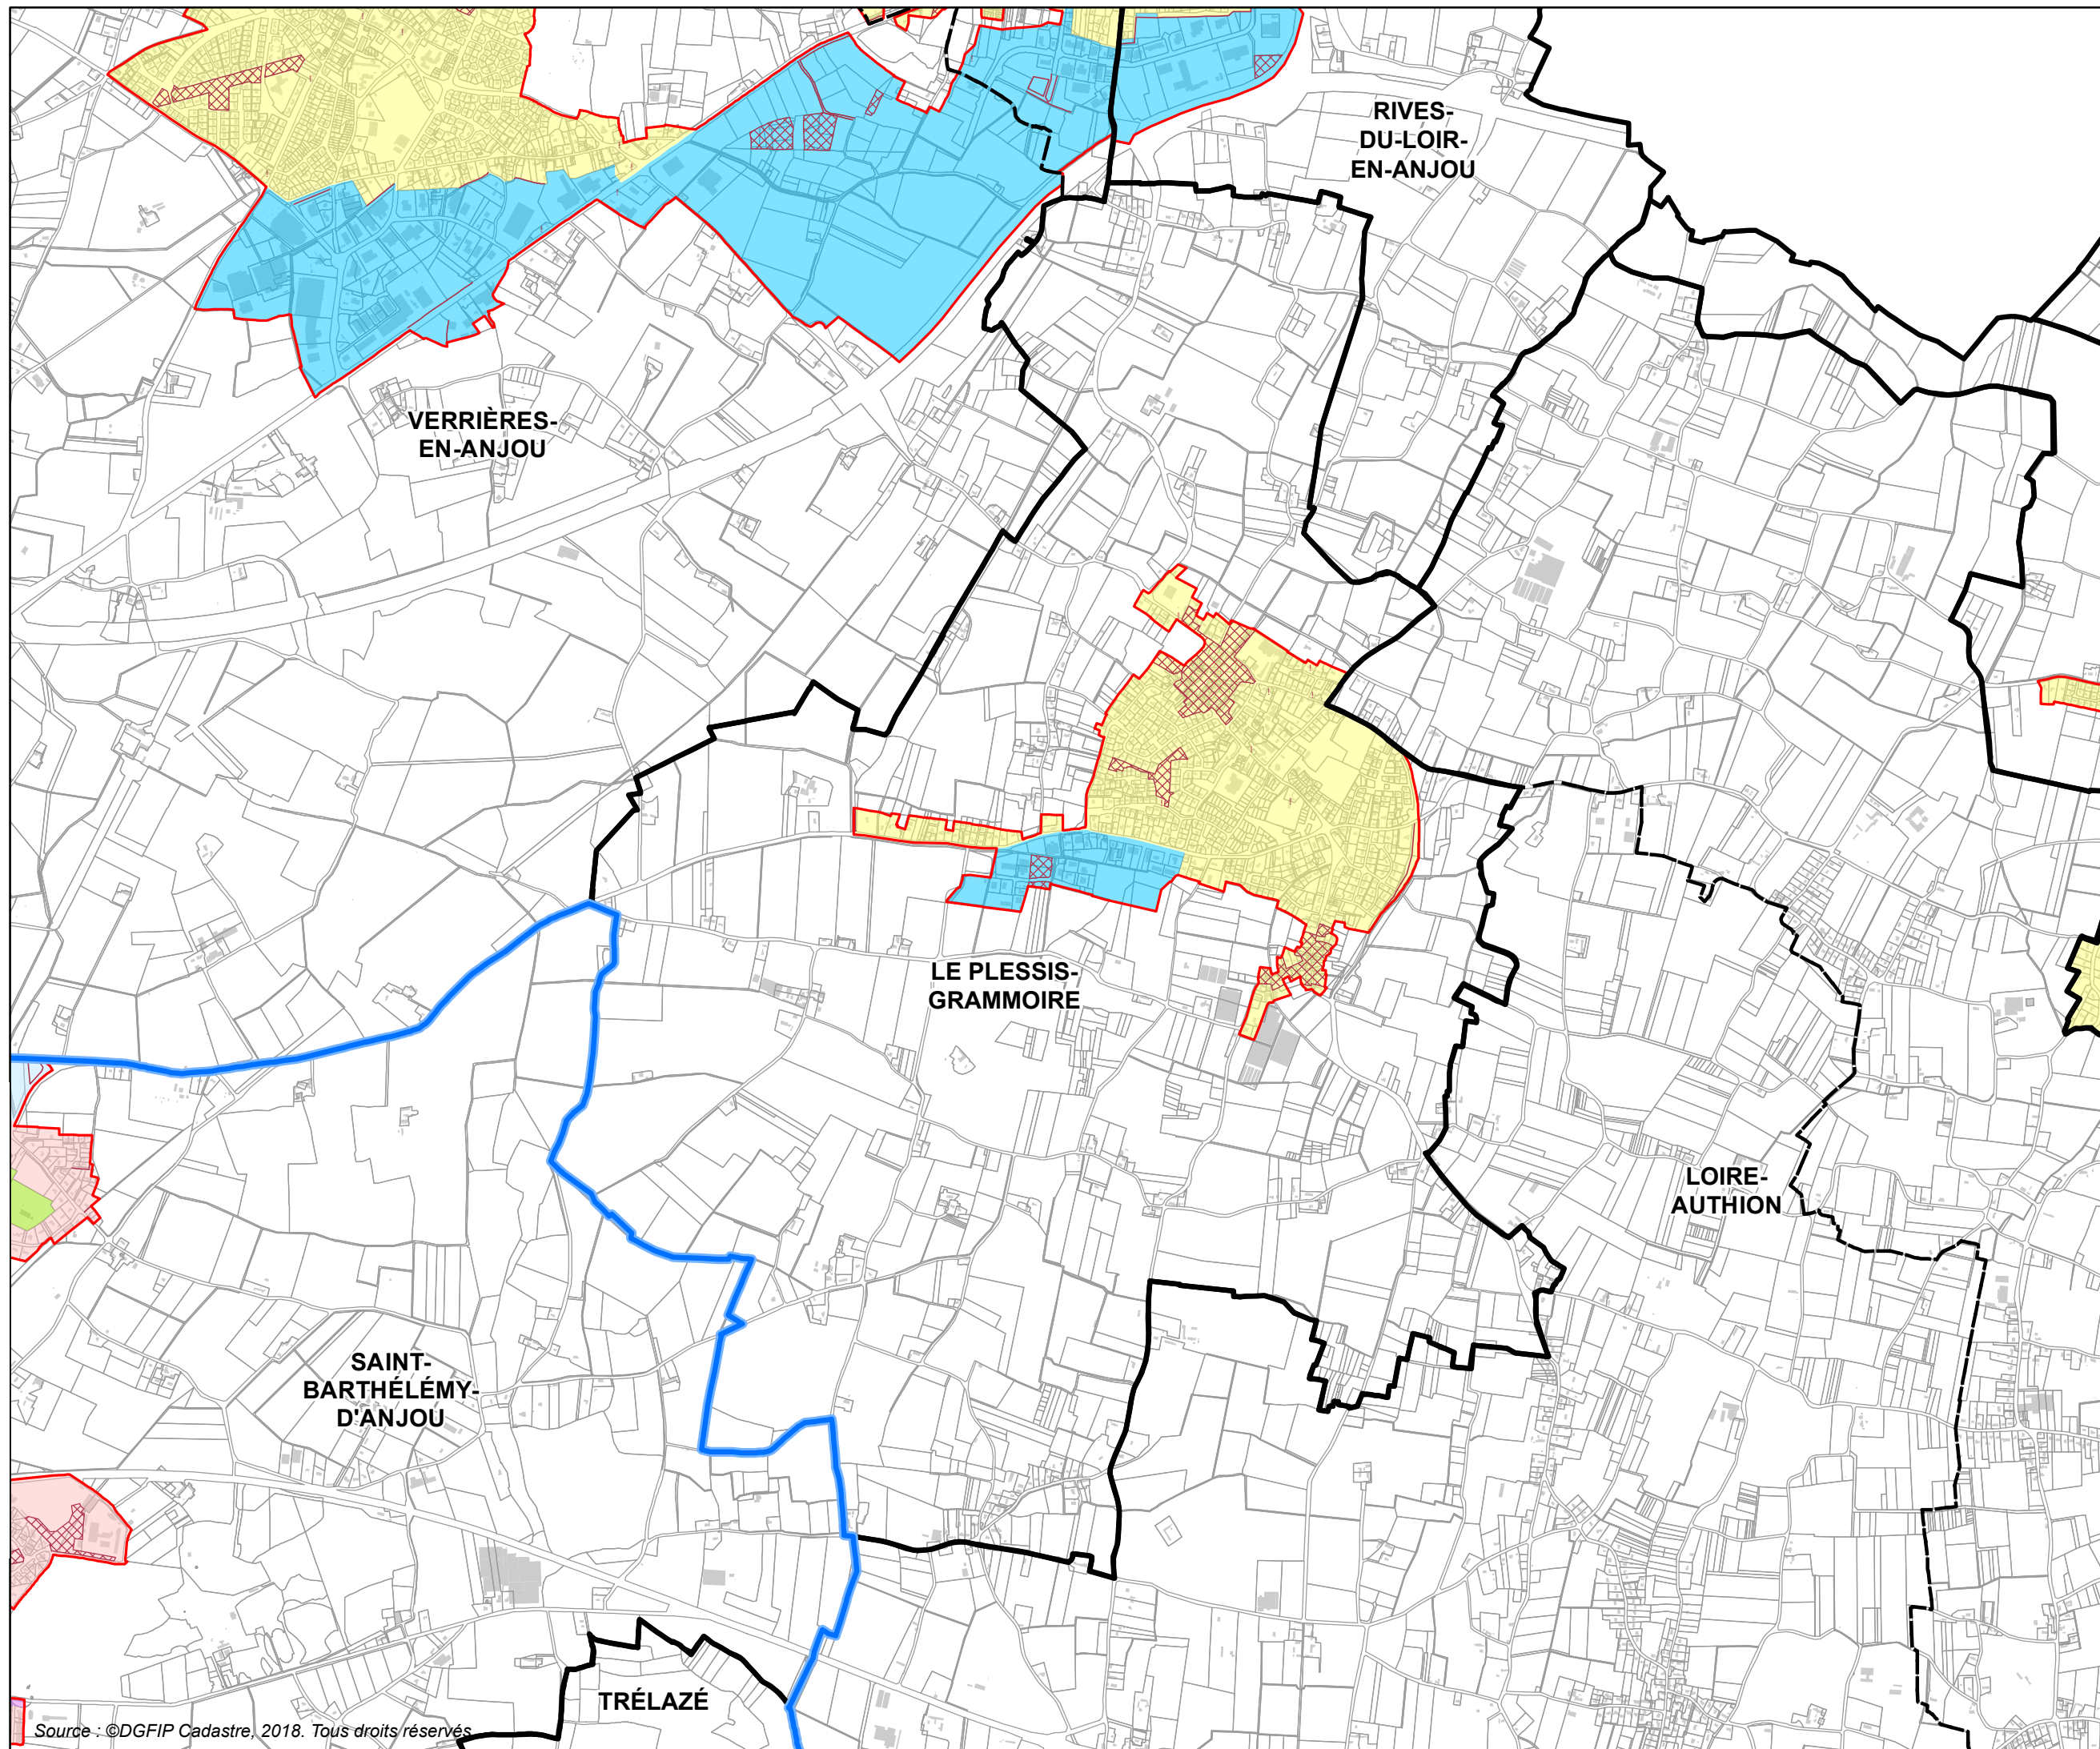 RIVES-
DU-LOIR-
EN-ANJOU
VERRIÈRES-
EN-ANJOU
LE PLESSIS-
GRAMMOIRE
LOIRE-
AUTHION
SAINT-
BARTHÉLÉMY-
D'ANJOU
TRÉLAZÉ
Source : ©DGFIP Cadastre, 2018. Tous droits réservés